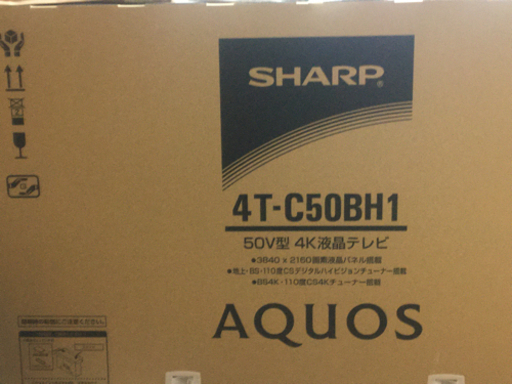 SHARP®
4T-C50BH1
50V型 4K液晶テレビ
●3840 x 2160画素液晶パネル搭載
●地上・BS・110度CSデジタルハイビジョンチューナー搭載
●BS4K・110度CS4Kチューナー搭載
AQUOS